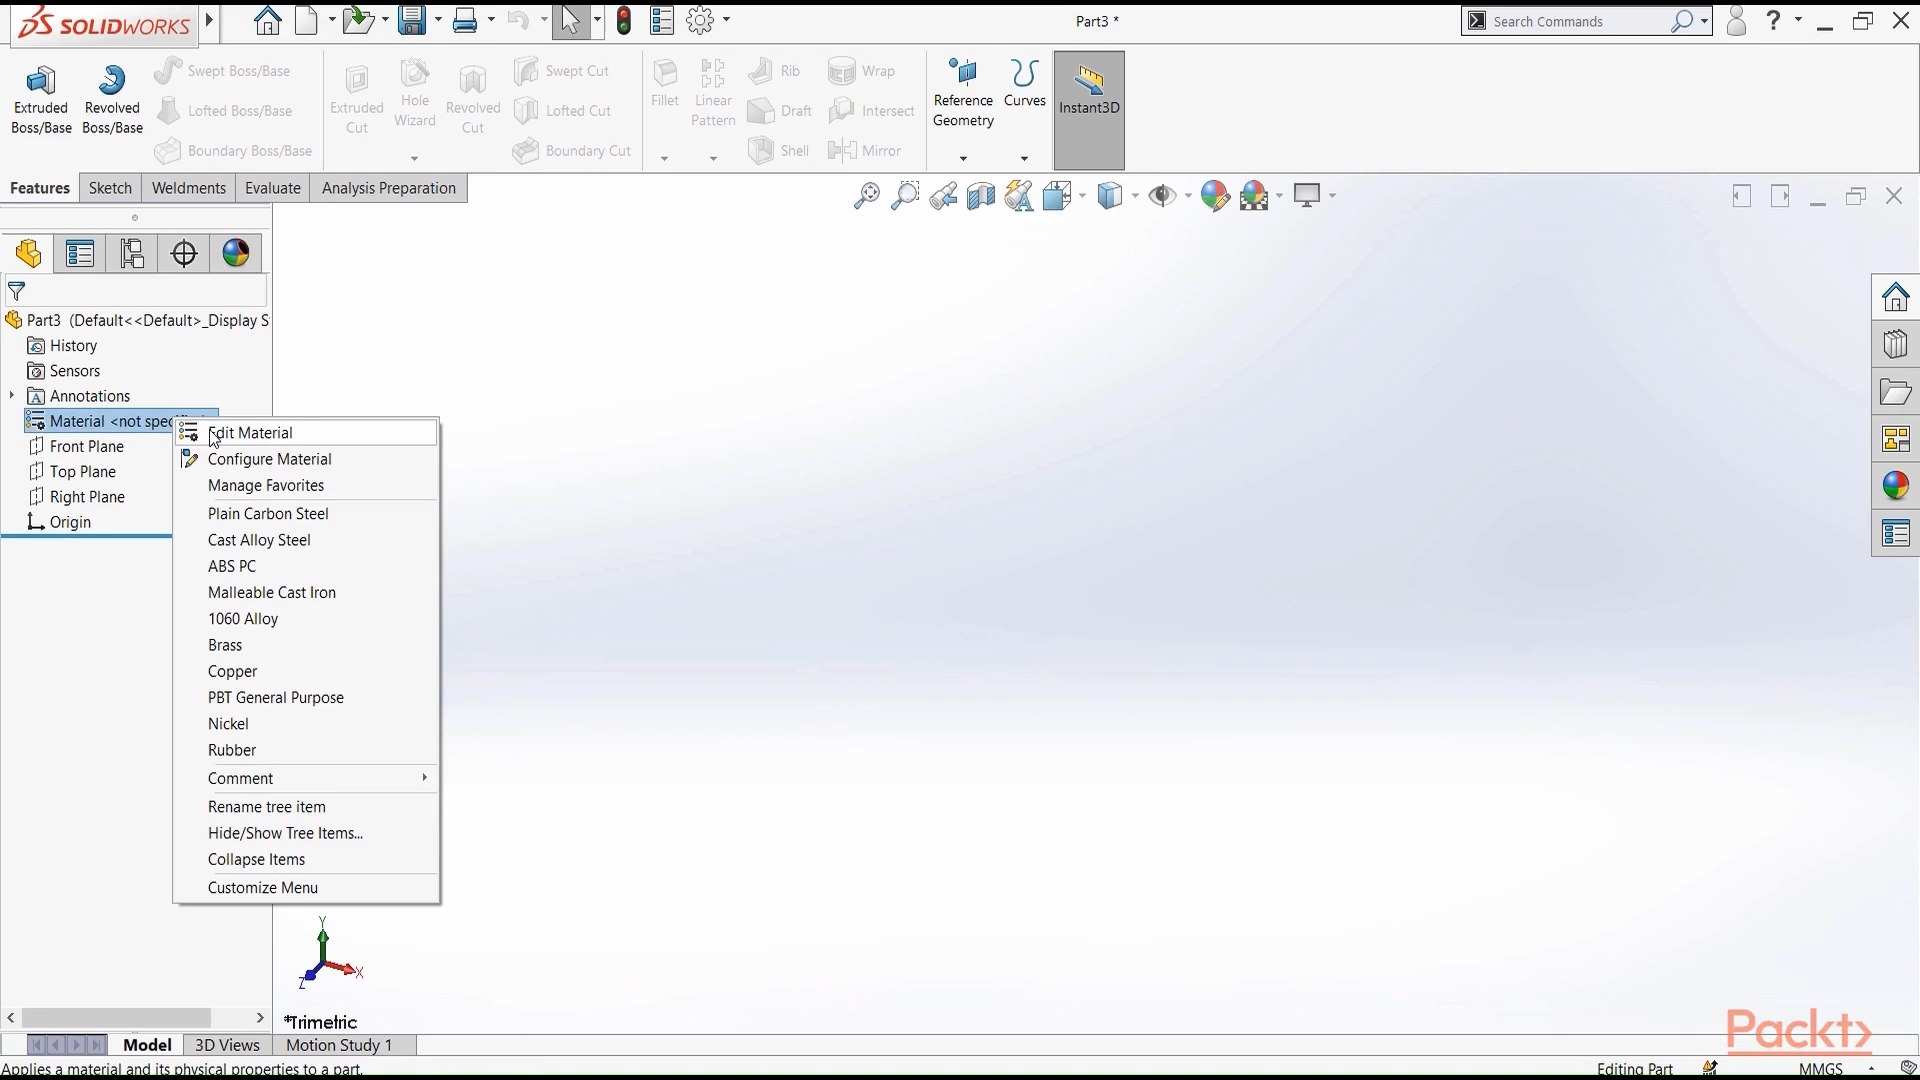 SOLIDWORKS
Part3 *
Search Commands
?
Extruded Boss/Base
Revolved Boss/Base
Swept Boss/Base
Lofted Boss/Base
Boundary Boss/Base
Extruded Cut
Hole Wizard
Revolved Cut
Swept Cut
Lofted Cut
Boundary Cut
Fillet
Linear Pattern
Rib
Draft
Shell
Wrap
Intersect
Mirror
Reference Geometry
Curves
Instant3D
Features
Sketch
Weldments
Evaluate
Analysis Preparation
Part3 (Default<<Default>_Display S
History
Sensors
Annotations
Material <not spec
Front Plane
Top Plane
Right Plane
Origin
Edit Material
Configure Material
Manage Favorites
Plain Carbon Steel
Cast Alloy Steel
ABS PC
Malleable Cast Iron
1060 Alloy
Brass
Copper
PBT General Purpose
Nickel
Rubber
Comment
Rename tree item
Hide/Show Tree Items...
Collapse Items
Customize Menu
Y
X
Z
*Trimetric
Packt>
Model
3D Views
Motion Study 1
Applies a material and its physical properties to a part.
Editing Part
MMGS